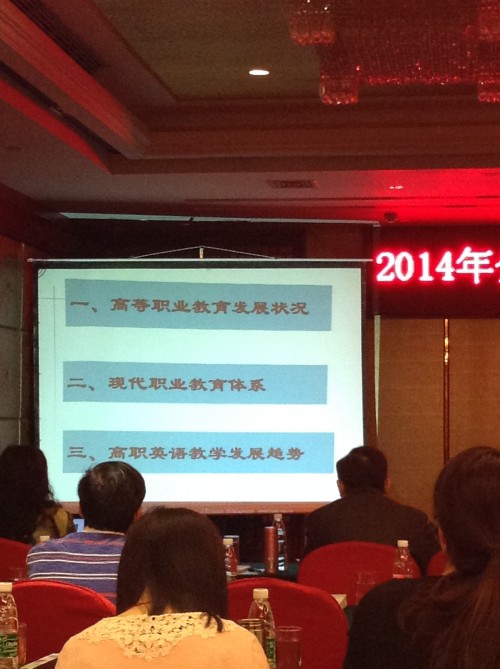 一、高等职业教育发展状况
二、现代职业教育体系
三、高职英语教学发展趋势
2014年